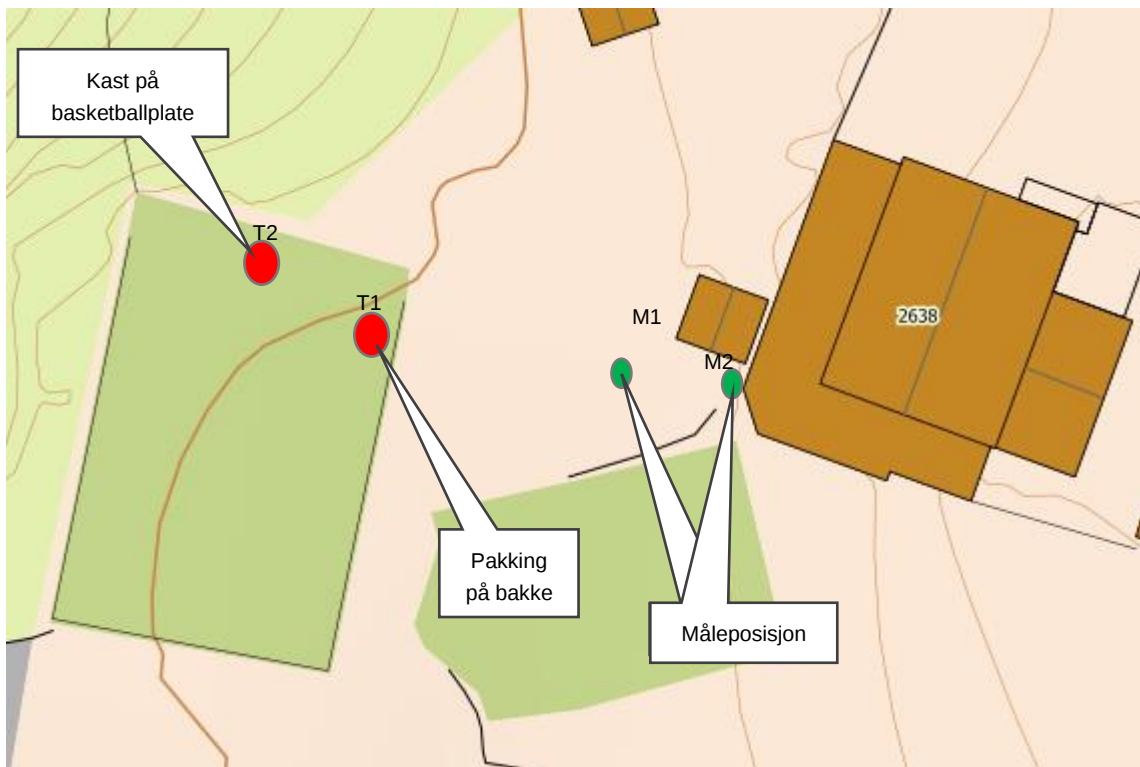 Kast på
basketballplate
T2
T1
M1
2638
M2
Pakking
på bakke
Måleposisjon